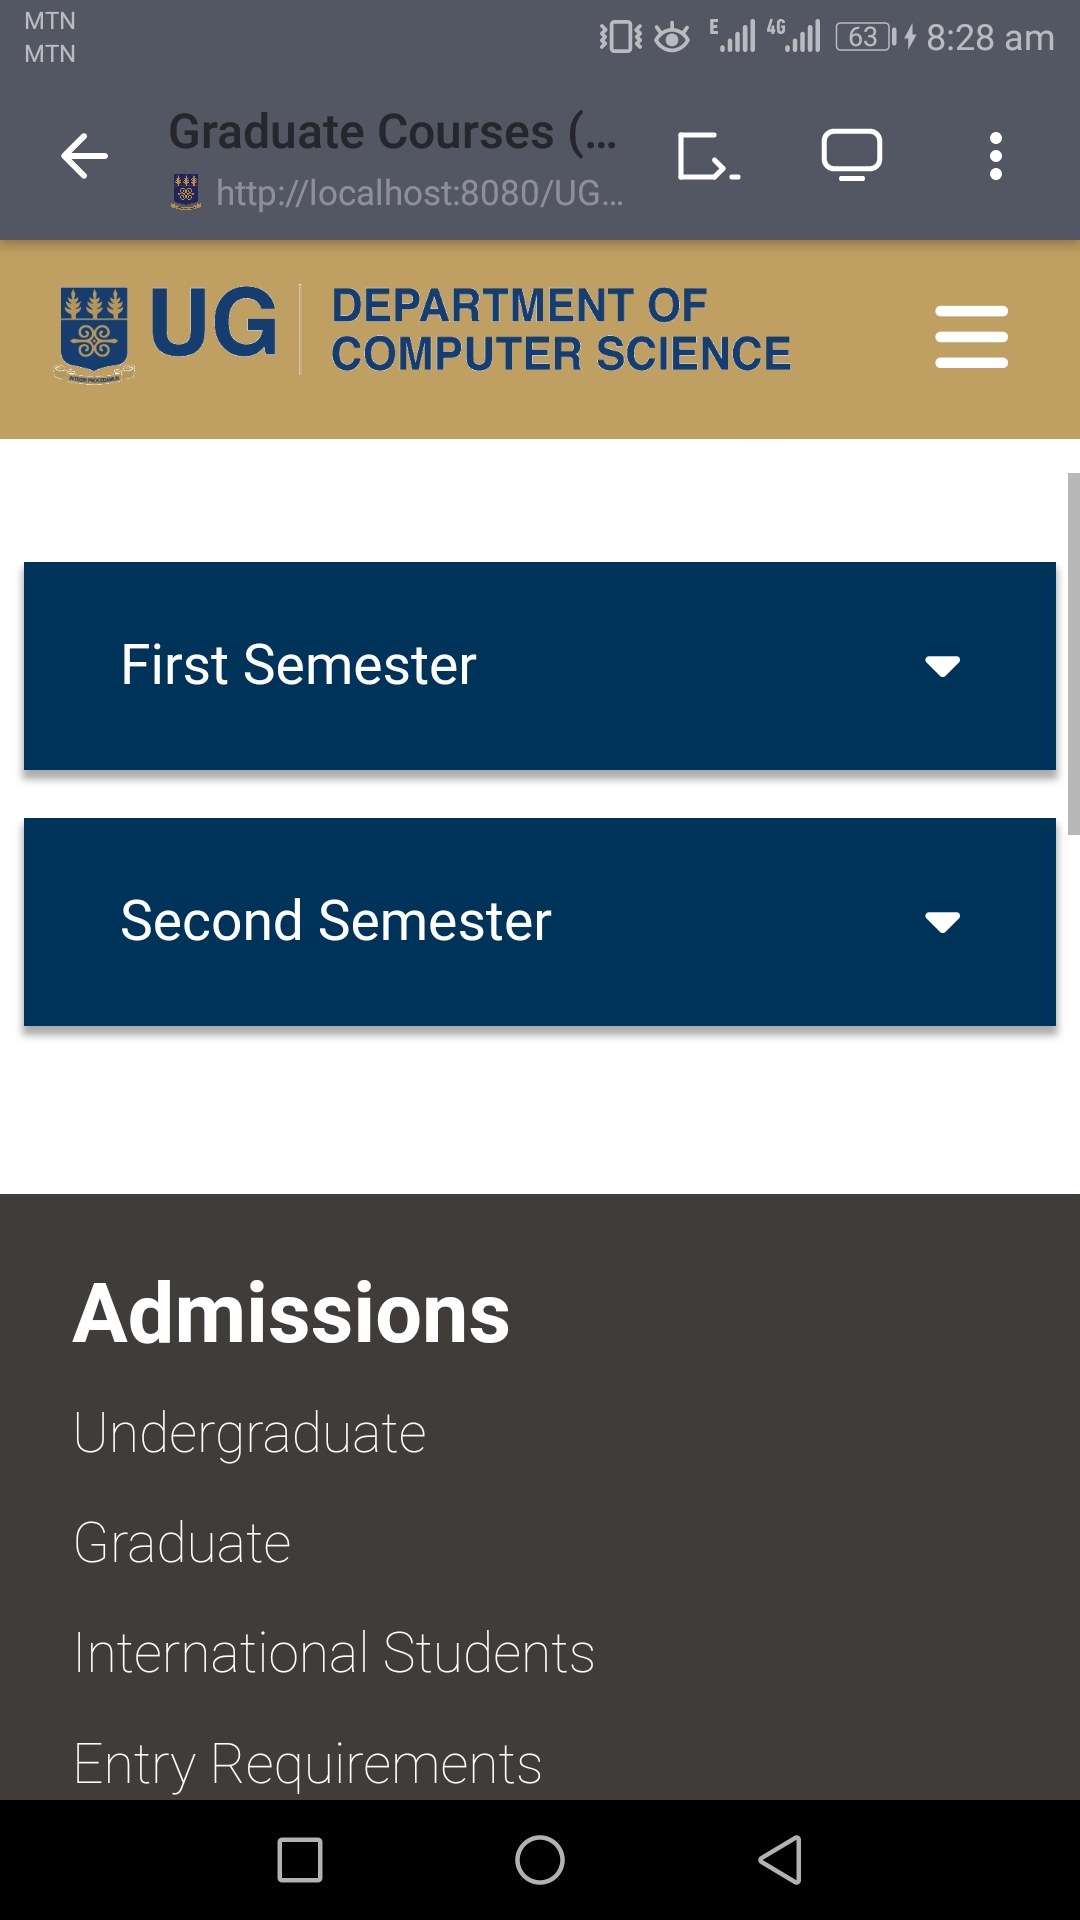 MTN
MTN
E 4G 63 8:28 am
Graduate Courses (...
http://localhost:8080/UG...
UG
DEPARTMENT OF
COMPUTER SCIENCE
First Semester
Second Semester
Admissions
Undergraduate
Graduate
International Students
Entry Requirements